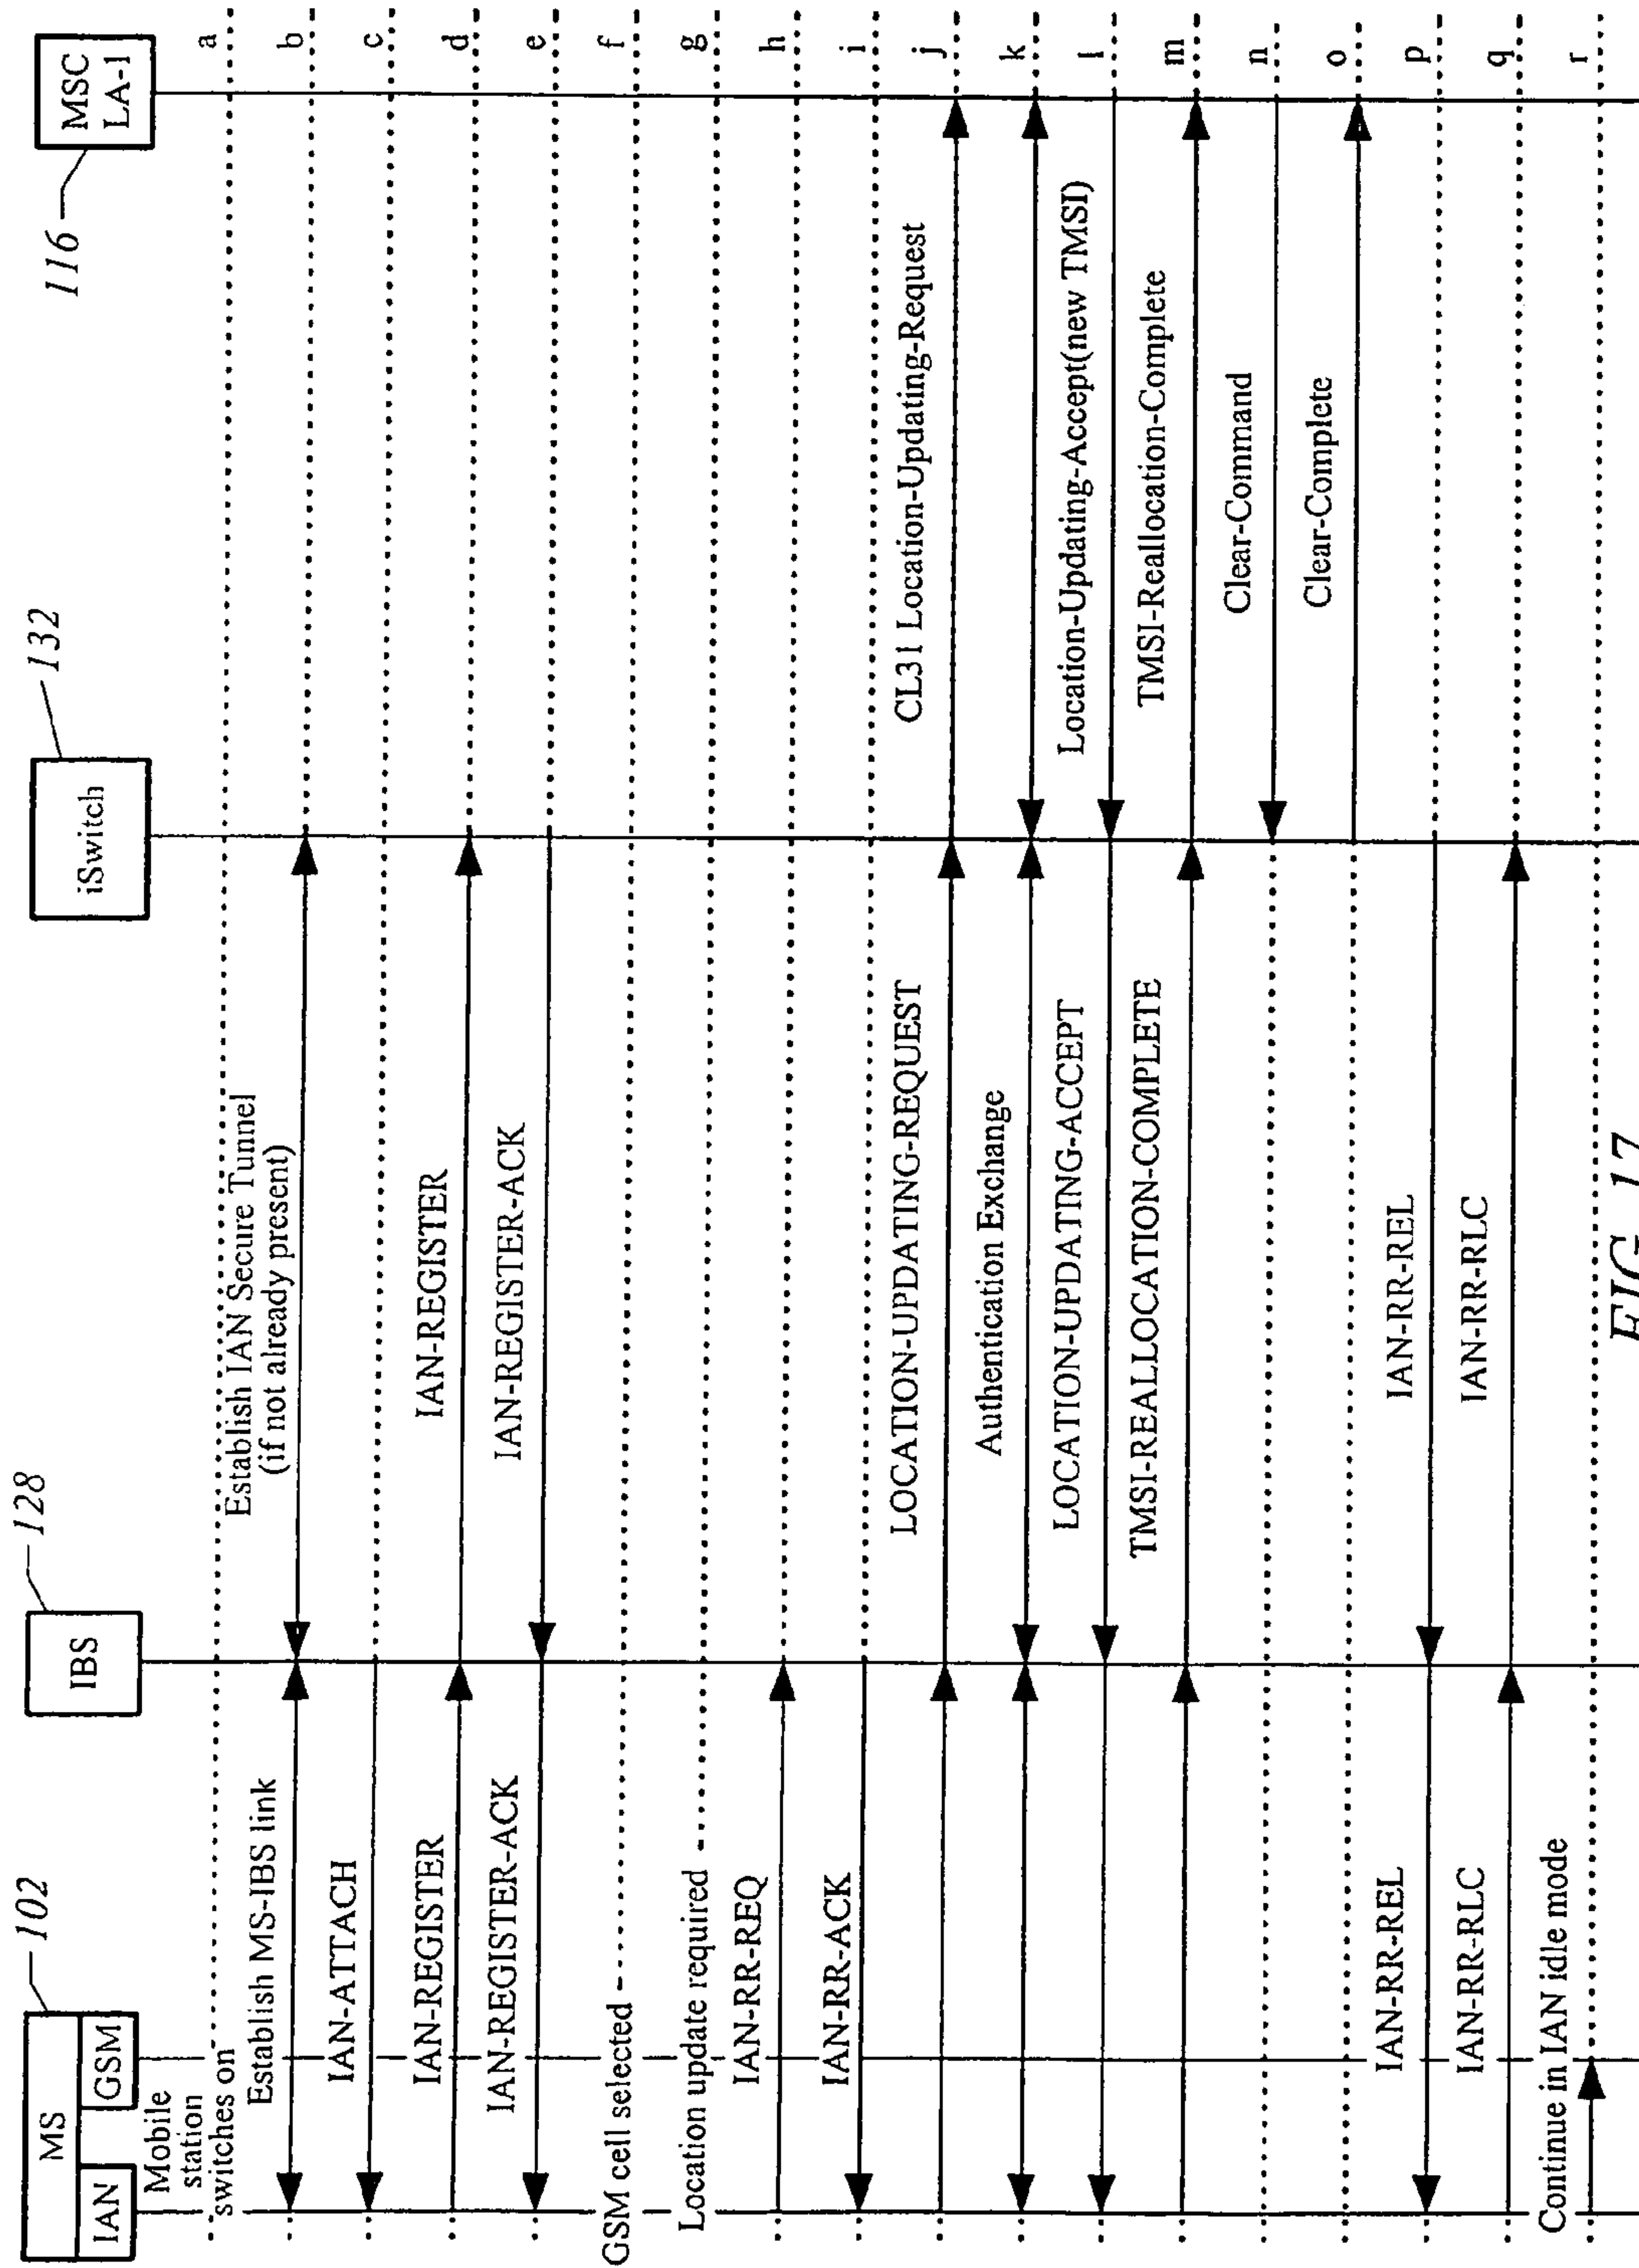 MS
IAN
GSM
102
IBS
128
iSwitch
132
MSC
LA-1
116
Mobile
station
switches on
a
Establish MS-IBS link
Establish IAN Secure Tunnel
(if not already present)
b
IAN-ATTACH
c
IAN-REGISTER
IAN-REGISTER
d
IAN-REGISTER-ACK
IAN-REGISTER-ACK
e
GSM cell selected
f
Location update required
g
IAN-RR-REQ
h
IAN-RR-ACK
i
LOCATION-UPDATING-REQUEST
CL31 Location-Updating-Request
j
Authentication Exchange
k
LOCATION-UPDATING-ACCEPT
Location-Updating-Accept(new TMSI)
l
TMSI-REALLOCATION-COMPLETE
TMSI-Reallocation-Complete
m
Clear-Command
n
Clear-Complete
o
IAN-RR-REL
IAN-RR-REL
p
IAN-RR-RLC
IAN-RR-RLC
q
Continue in IAN idle mode
r
FIG. 17